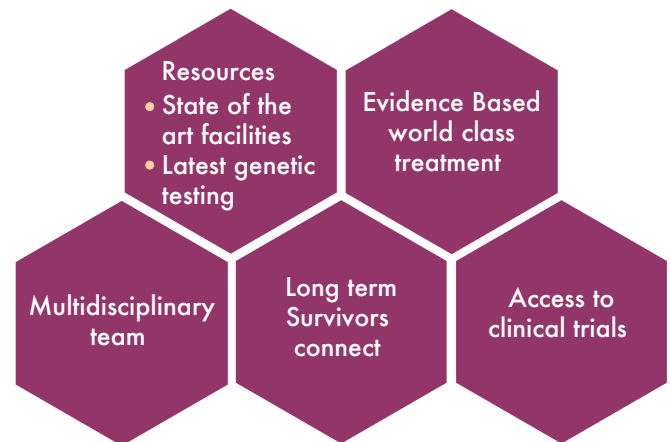 Resources
• State of the
art facilities
• Latest genetic
testing
Evidence Based
world class
treatment
Multidisciplinary
team
Long term
Survivors
connect
Access to
clinical trials